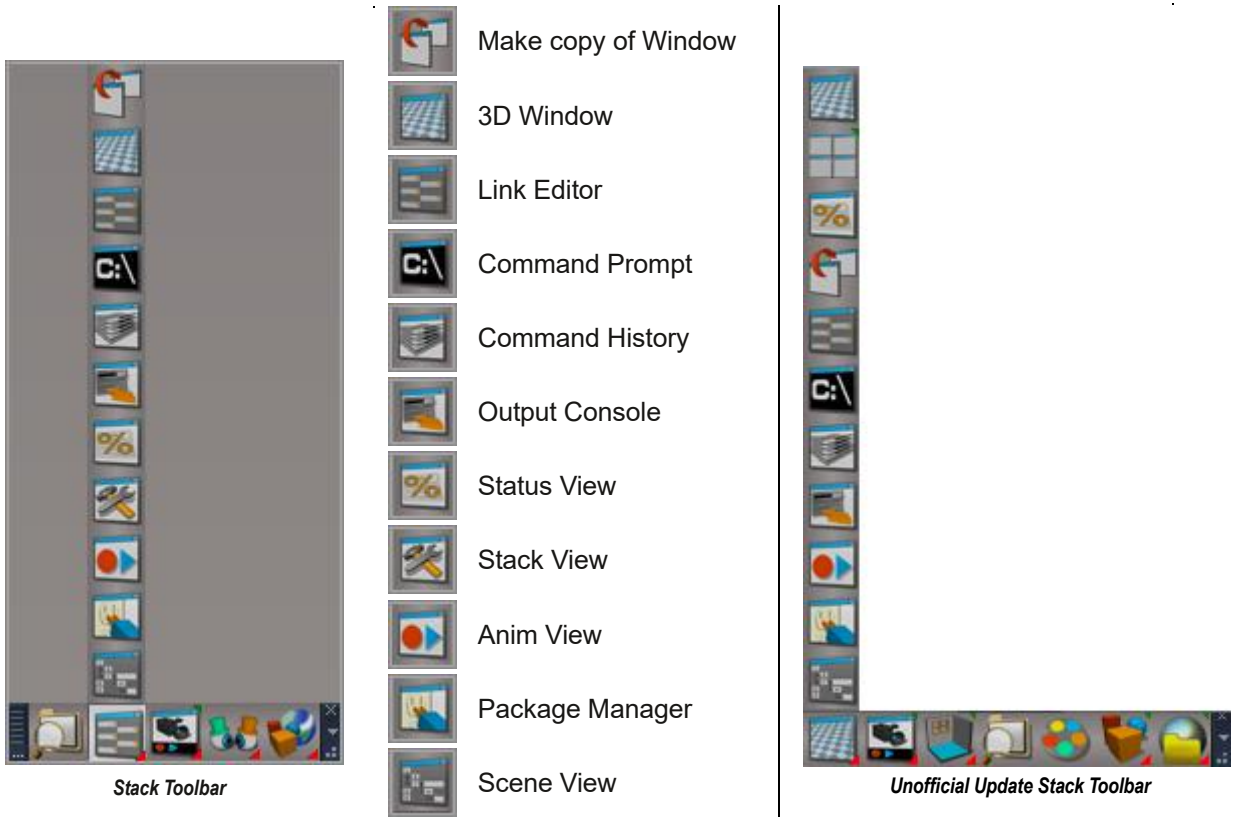 Make copy of Window
3D Window
Link Editor
Command Prompt
Command History
Output Console
Status View
Stack View
Anim View
Package Manager
Scene View
C:\
C:\
C:\
Stack Toolbar
Unofficial Update Stack Toolbar